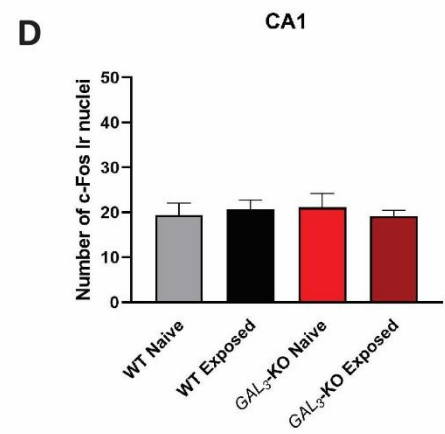 D
CA1
Number of c-Fos Ir nuclei
50
40
30
20
10
0
WT Naive
WT Exposed
GAL₃-KO Naive
GAL₃-KO Exposed